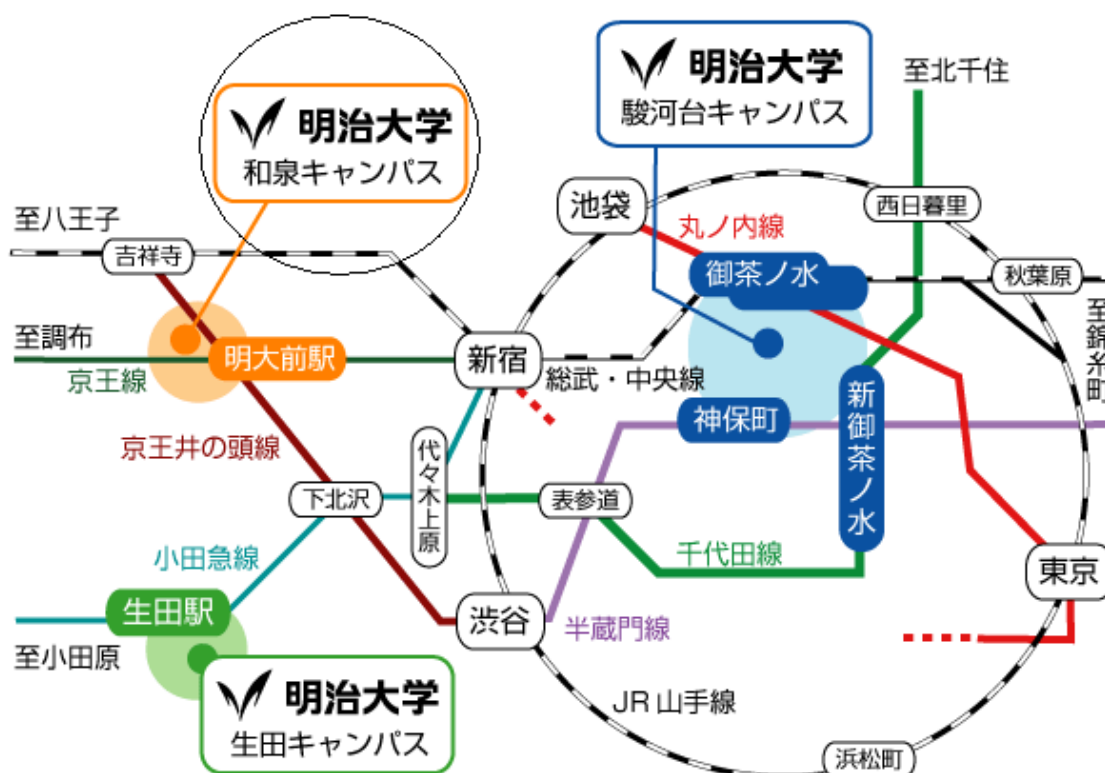 明治大学
和泉キャンパス
明治大学
駿河台キャンパス
至北千住
至八王子
吉祥寺
池袋
西日暮里
丸ノ内線
御茶ノ水
秋葉原
至調布
京王線
明大前駅
新宿
総武・中央線
至錦糸町
京王井の頭線
代々木上原
神保町
新御茶ノ水
下北沢
表参道
小田急線
千代田線
東京
生田駅
渋谷
半蔵門線
至小田原
明治大学
生田キャンパス
JR山手線
浜松町